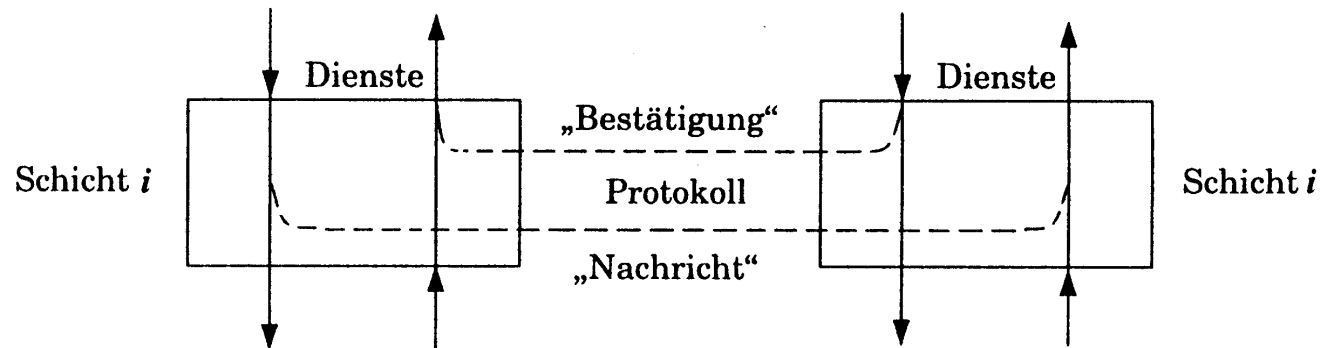 Dienste
Dienste
„Bestätigung“
Schicht i
Protokoll
Schicht i
„Nachricht“